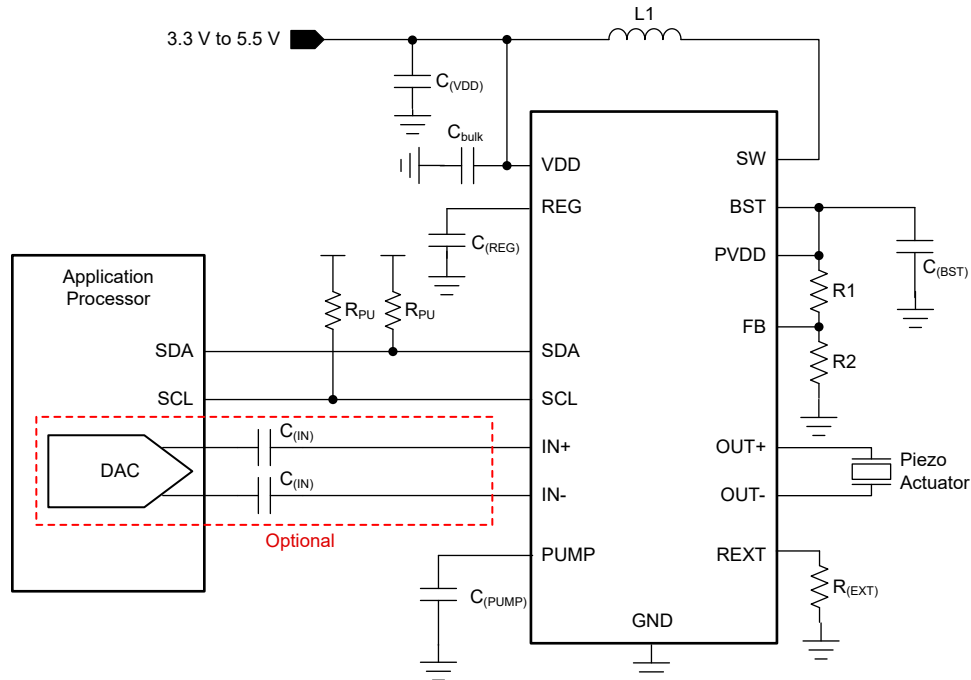 L1
3.3 V to 5.5 V
C(VDD)
Cbulk
VDD
SW
REG
BST
C(REG)
PVDD
C(BST)
Application
Processor
R1
RPU
RPU
FB
SDA
SDA
R2
SCL
SCL
C(IN)
DAC
IN+
OUT+
Piezo
Actuator
C(IN)
IN-
OUT-
Optional
PUMP
REXT
C(PUMP)
R(EXT)
GND